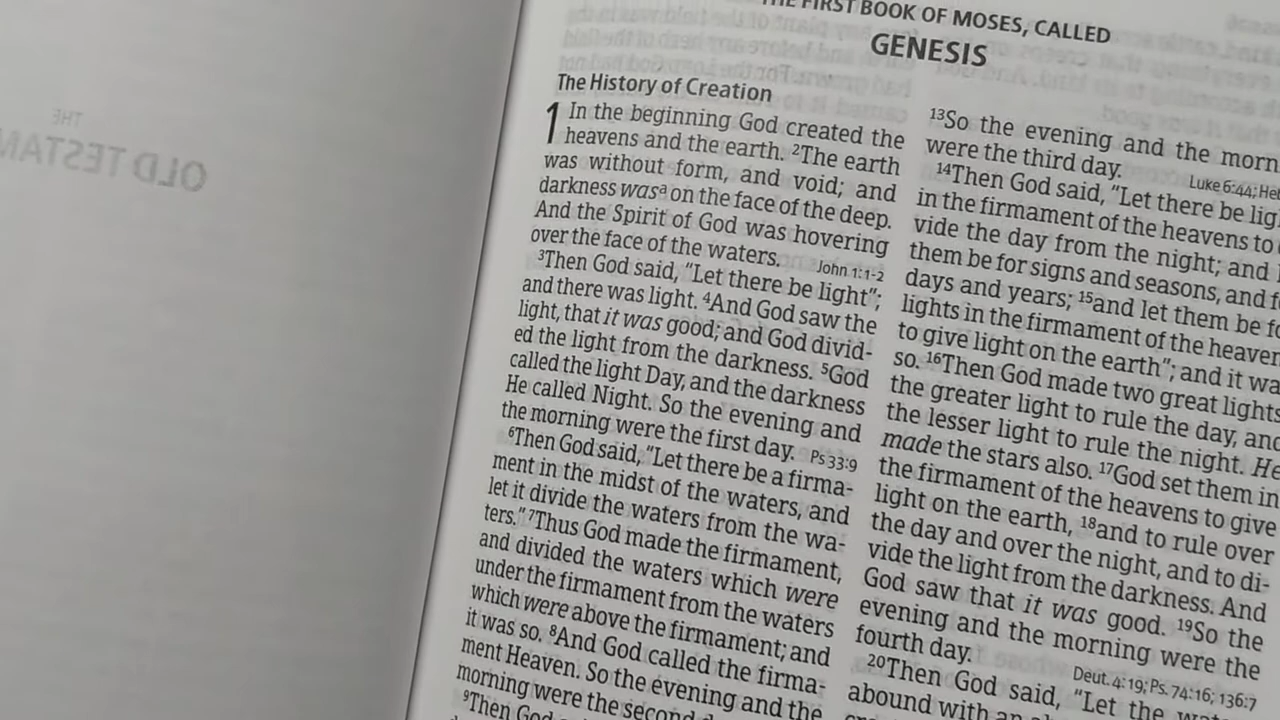 THE
OLD TESTAM
THE FIRST BOOK OF MOSES, CALLED
GENESIS
The History of Creation
1 In the beginning God created the
heavens and the earth. 2The earth
was without form, and void; and
darkness wasa on the face of the deep.
And the Spirit of God was hovering
over the face of the waters. John 1:1-2
3Then God said, "Let there be light";
and there was light. 4And God saw the
light, that it was good; and God divid-
ed the light from the darkness. 5God
called the light Day, and the darkness
He called Night. So the evening and
the morning were the first day. Ps 33:9
6Then God said, "Let there be a firma-
ment in the midst of the waters, and
let it divide the waters from the wa-
ters." 7Thus God made the firmament,
and divided the waters which were
under the firmament from the waters
which were above the firmament; and
it was so. 8And God called the firma-
ment Heaven. So the evening and the
morning were the second
9Then God
13So the evening and the morn
were the third day. Luke 6:44; He
14Then God said, "Let there be lig
in the firmament of the heavens to
vide the day from the night; and
them be for signs and seasons, and f
days and years; 15and let them be fo
lights in the firmament of the heaven
to give light on the earth"; and it wa
so. 16Then God made two great lights
the greater light to rule the day, and
the lesser light to rule the night. He
made the stars also. 17God set them in
the firmament of the heavens to give
light on the earth, 18and to rule over
the day and over the night, and to di-
vide the light from the darkness. And
God saw that it was good. 19So the
evening and the morning were the
fourth day. Deut. 4:19; Ps. 74:16; 136:7
20Then God said, "Let the
abound with an